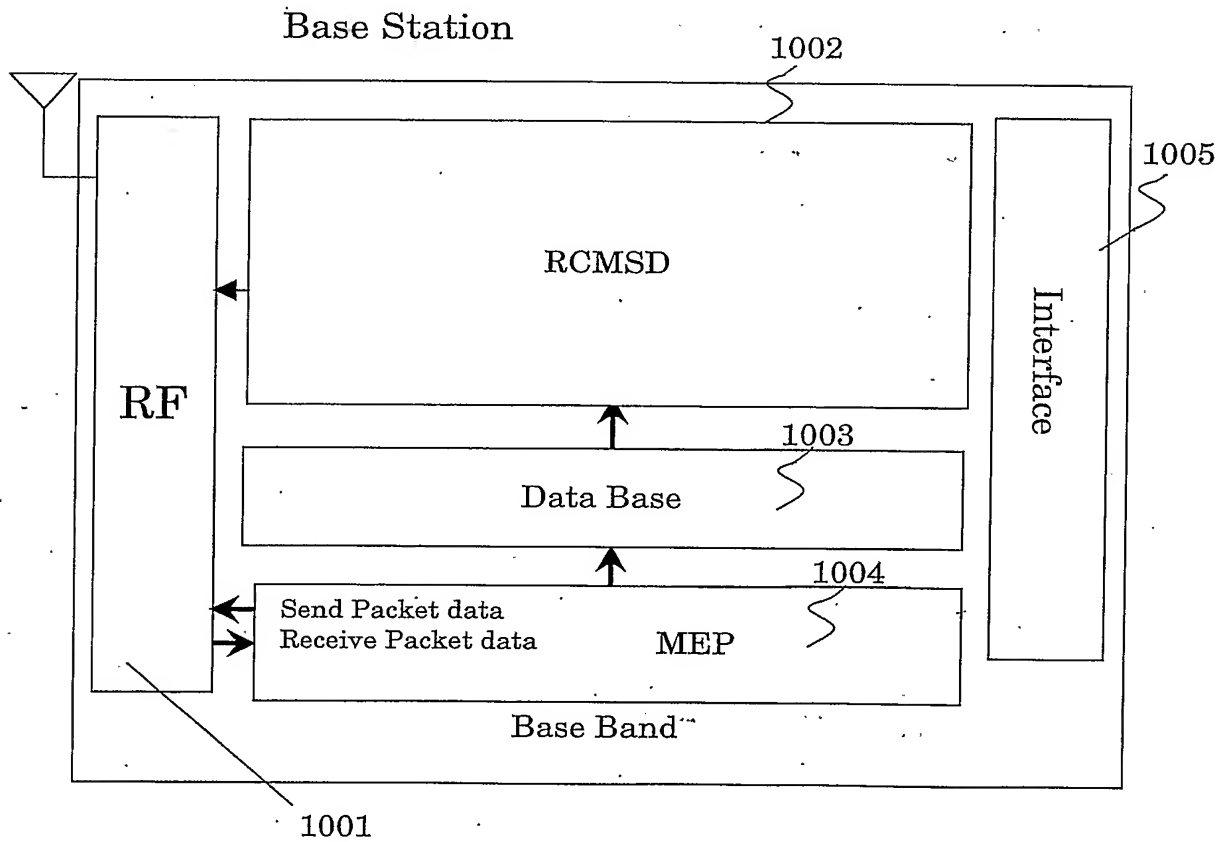 Base Station
1002
1005
RCMSD
Interface
RF
1003
Data Base
1004
Send Packet data
Receive Packet data
MEP
Base Band
1001